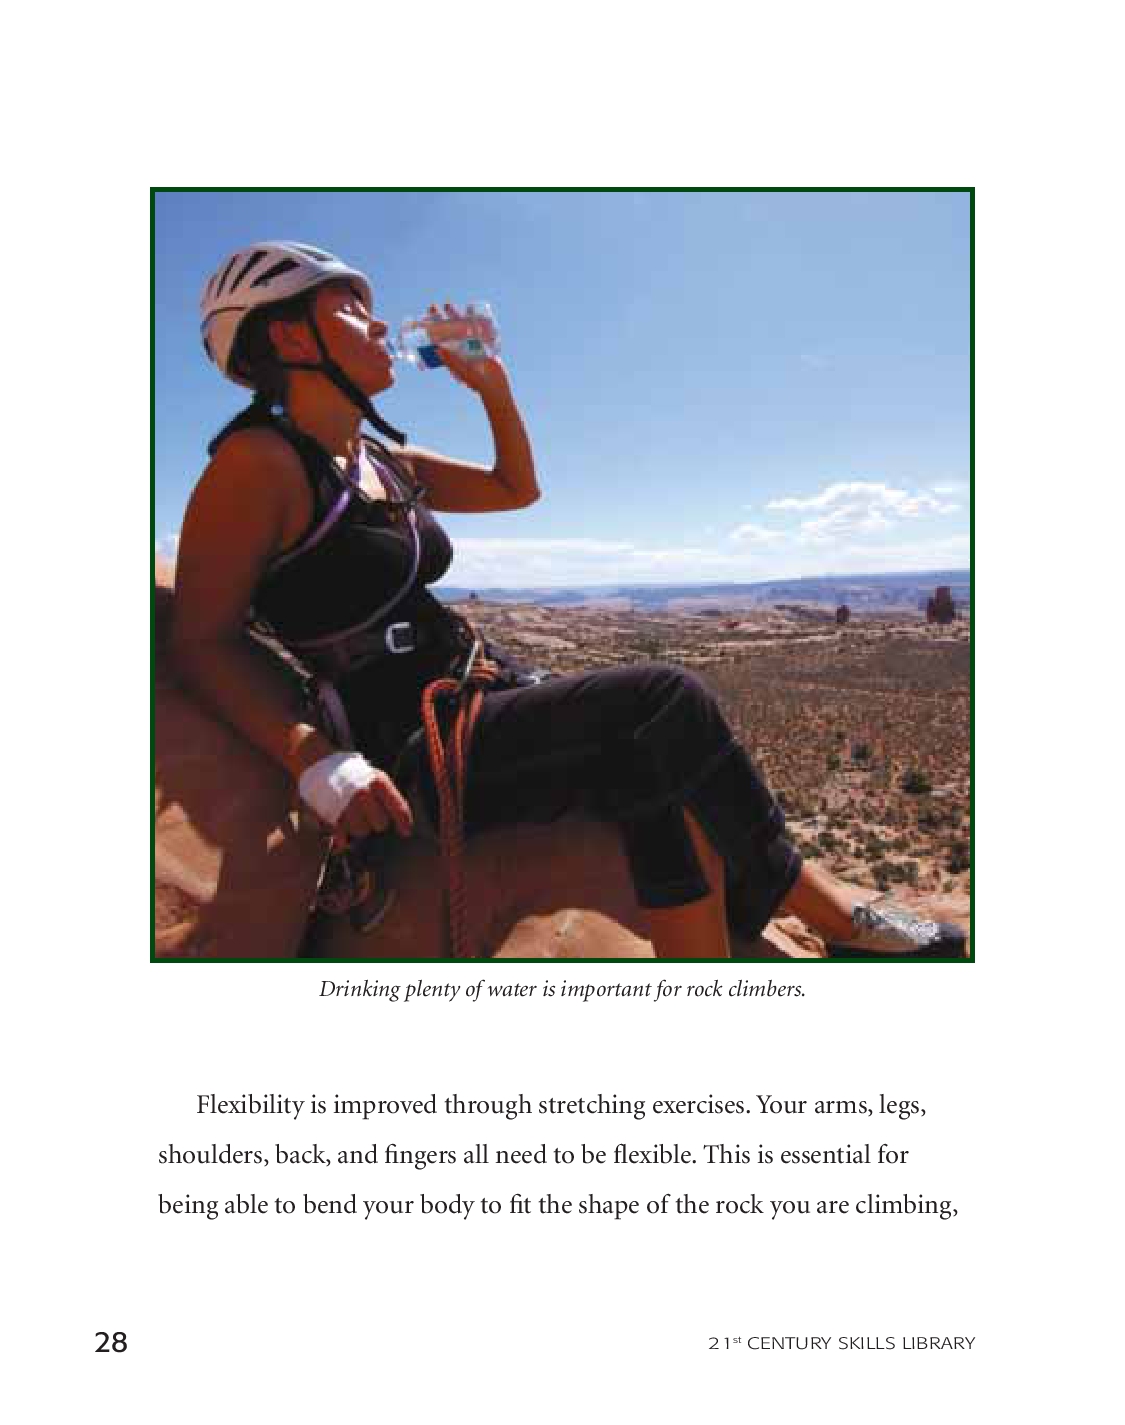 Drinking plenty of water is important for rock climbers.
Flexibility is improved through stretching exercises. Your arms, legs,
shoulders, back, and fingers all need to be flexible. This is essential for
being able to bend your body to fit the shape of the rock you are climbing,
28
21st CENTURY SKILLS LIBRARY